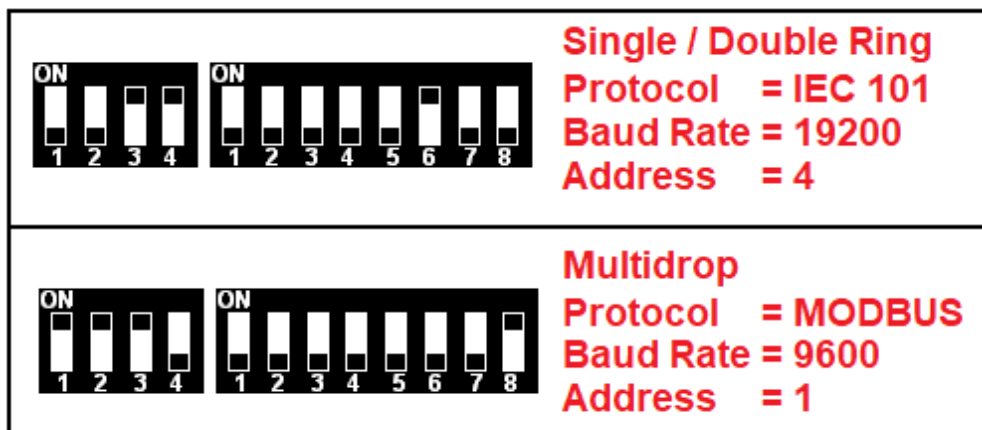 ON ON
1 2 3 4 1 2 3 4 5 6 7 8
Single / Double Ring
Protocol = IEC 101
Baud Rate = 19200
Address = 4
ON ON
1 2 3 4 1 2 3 4 5 6 7 8
Multidrop
Protocol = MODBUS
Baud Rate = 9600
Address = 1